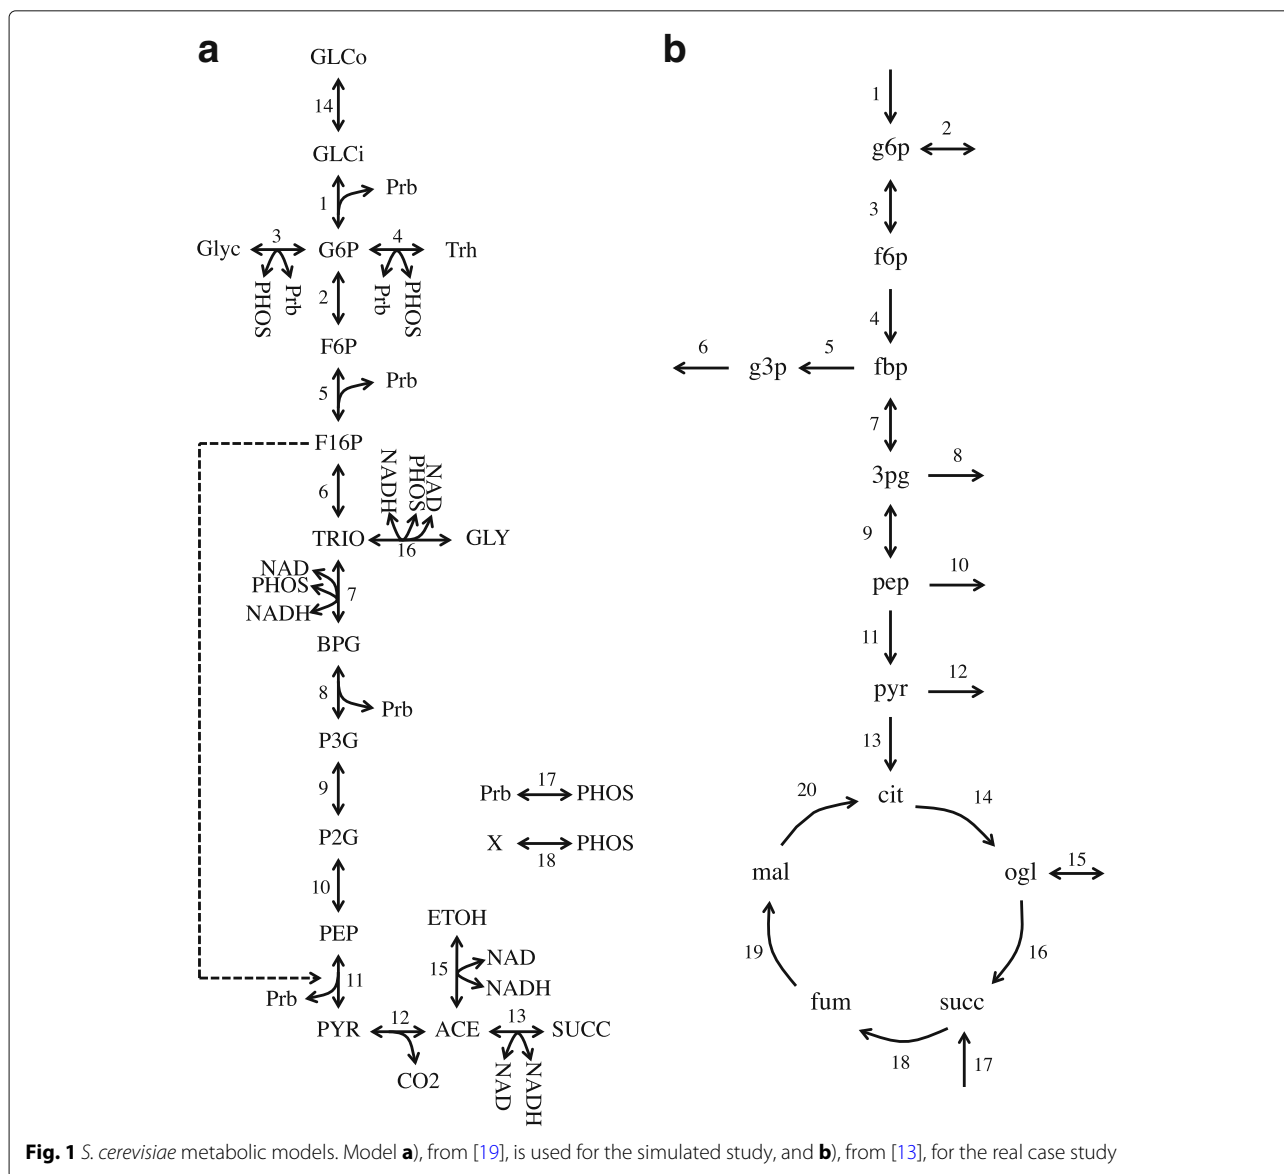 a
GLCo
14
GLCi
1
Prb
Glyc
3
G6P
4
Trh
PHOS
Prb
Prb
PHOS
2
F6P
5
Prb
F16P
6
NADH
PHOS
NAD
TRIO
16
GLY
NAD
PHOS
NADH
7
BPG
8
Prb
P3G
9
Prb
17
PHOS
P2G
X
18
PHOS
10
PEP
ETOH
15
NAD
NADH
11
Prb
PYR
12
ACE
13
SUCC
CO2
NAD
NADH
b
1
g6p
2
3
f6p
4
6
g3p
5
fbp
7
3pg
8
9
pep
10
11
pyr
12
13
cit
20
14
mal
ogl
15
19
16
fum
succ
18
17
Fig. 1 S. cerevisiae metabolic models. Model a), from [19], is used for the simulated study, and b), from [13], for the real case study